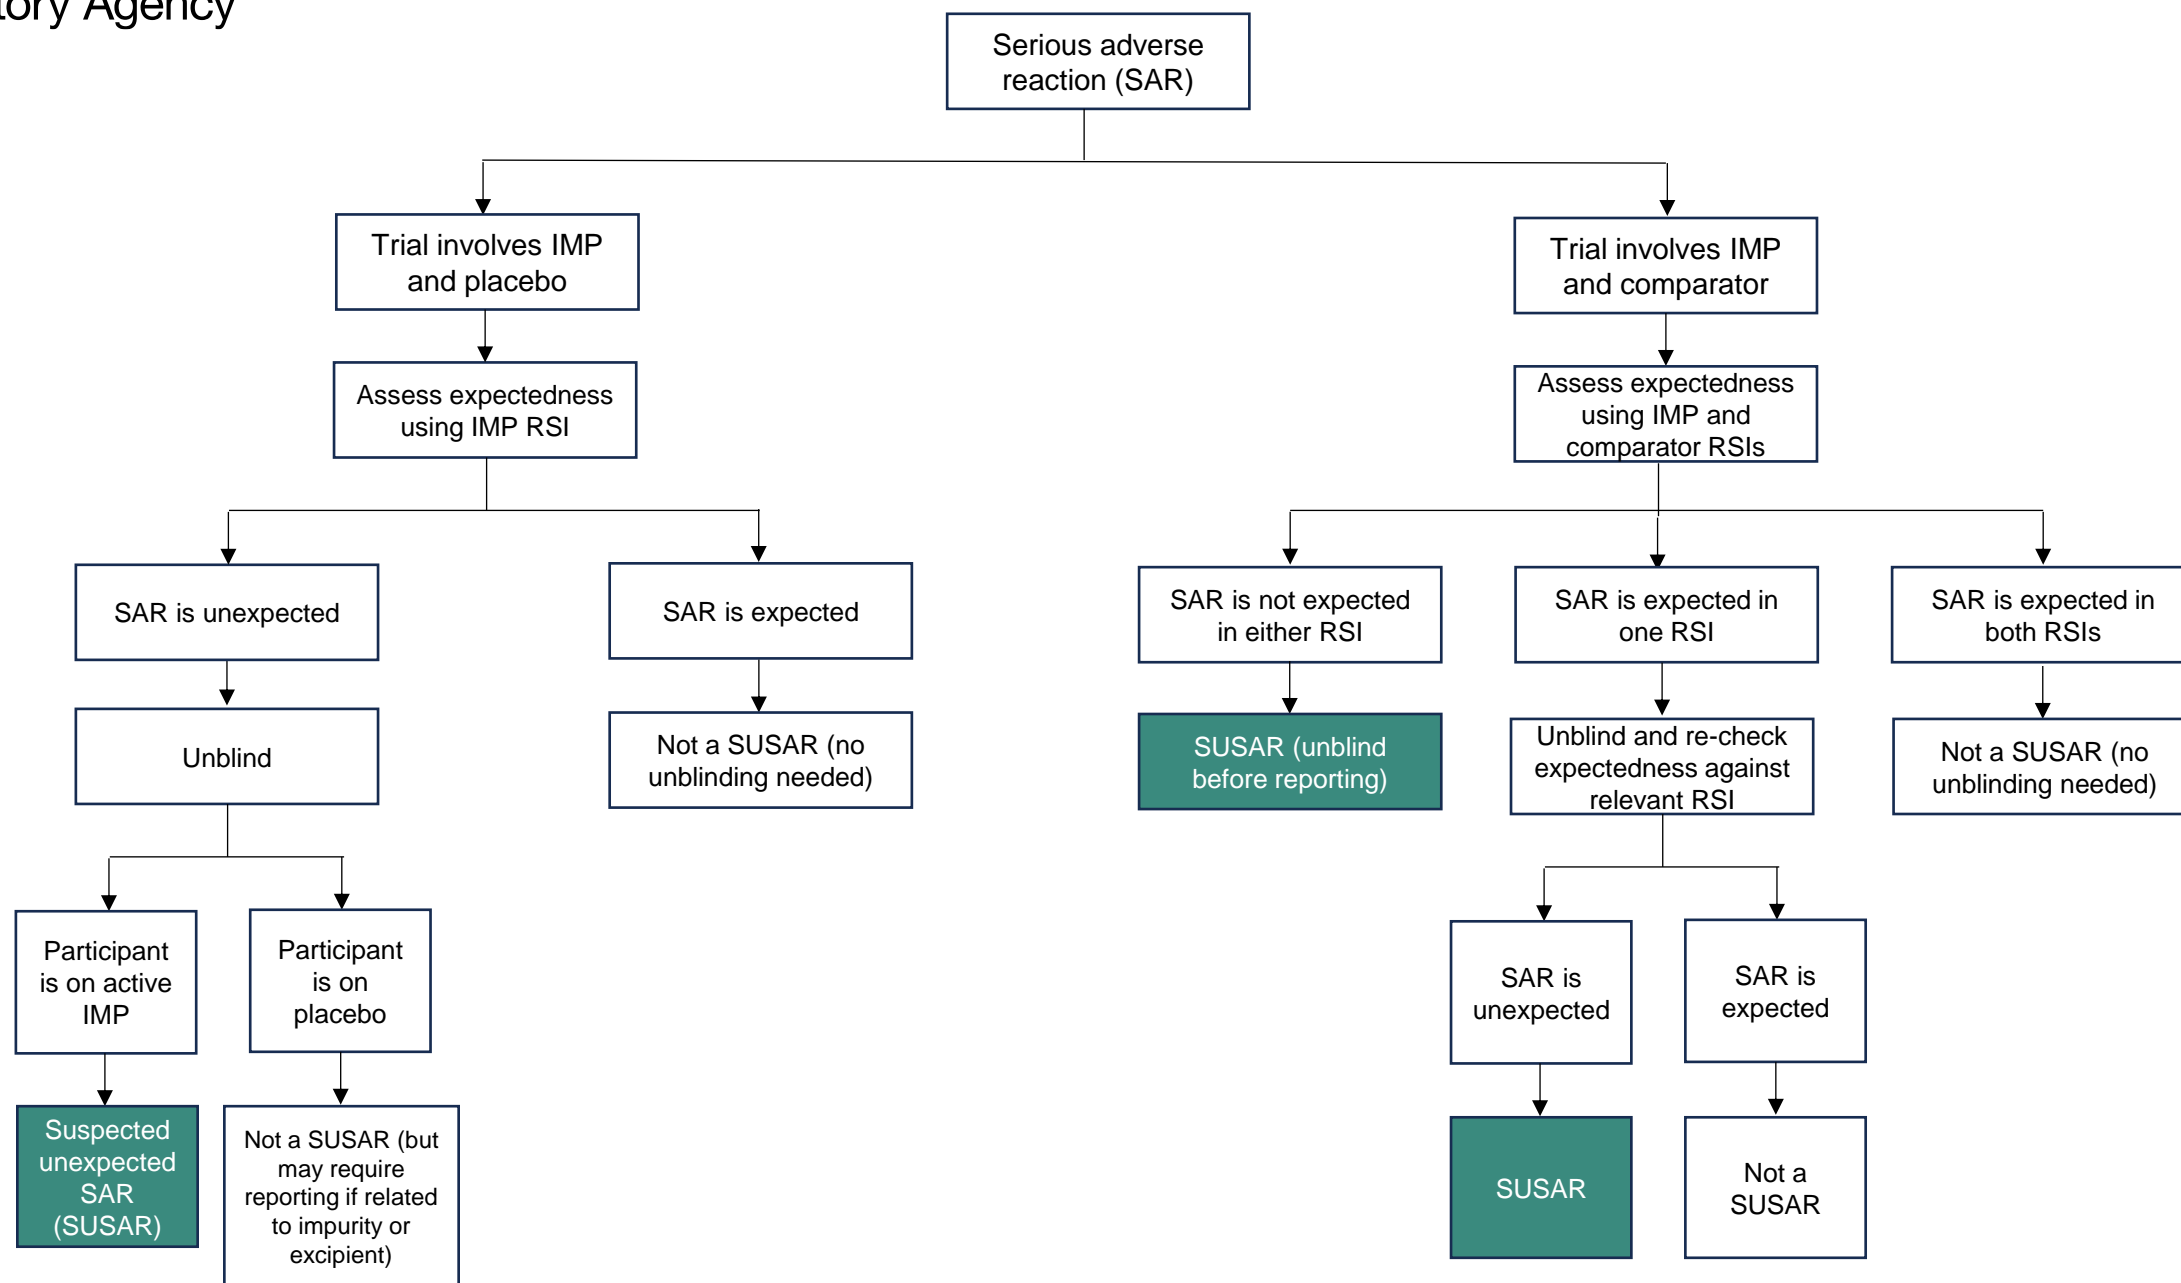 Agency
Serious adverse
reaction (SAR)
Trial involves IMP
and placebo
Trial involves IMP
and comparator
Assess expectedness
using IMP RSI
Assess expectedness
using IMP and
comparator RSIs
SAR is unexpected
SAR is expected
SAR is not expected
in either RSI
SAR is expected in
one RSI
SAR is expected in
both RSIs
Unblind
Not a SUSAR (no
unblinding needed)
SUSAR (unblind
before reporting)
Unblind and re-check
expectedness against
relevant RSI
Not a SUSAR (no
unblinding needed)
Participant
is on active
IMP
Participant
is on
placebo
SAR is
unexpected
SAR is
expected
Suspected
unexpected
SAR
(SUSAR)
Not a SUSAR (but
may require
reporting if related
to impurity or
excipient)
SUSAR
Not a
SUSAR